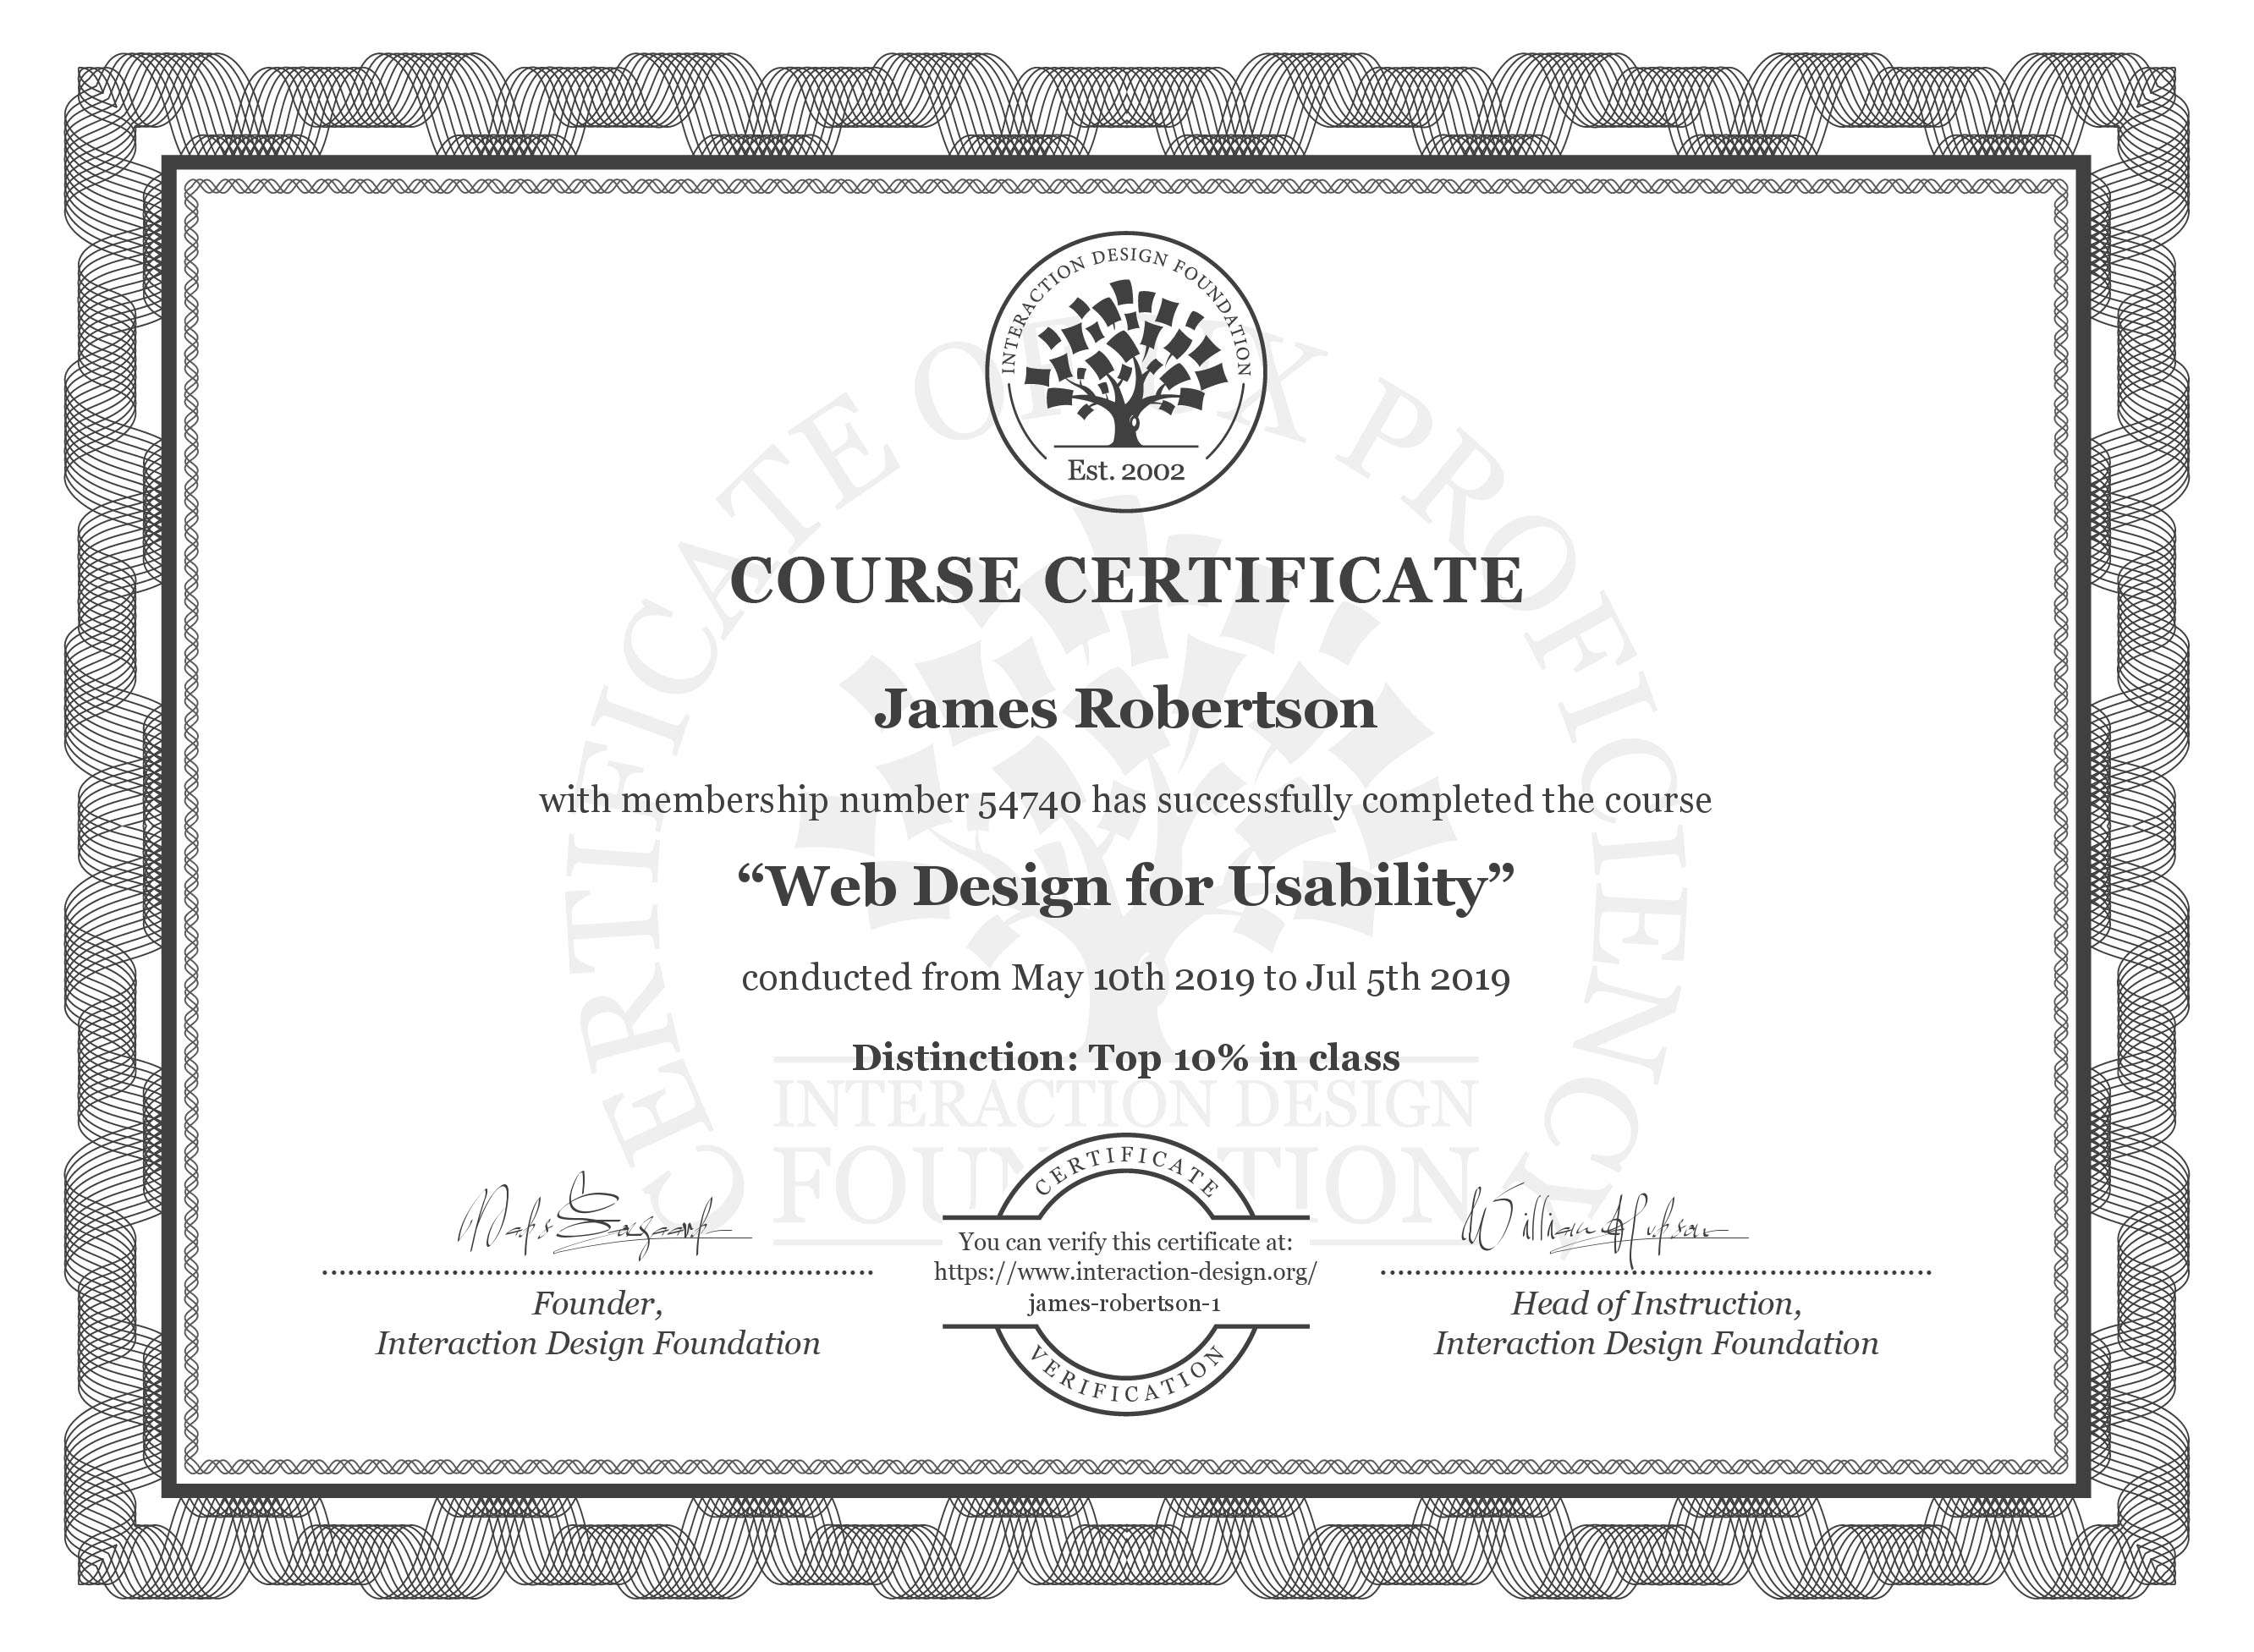 INTERACTION DESIGN FOUNDATION
Est. 2002
CERTIFICATE OF UX PROFICIENCY
COURSE CERTIFICATE
James Robertson
with membership number 54740 has successfully completed the course
“Web Design for Usability”
conducted from May 10th 2019 to Jul 5th 2019
Distinction: Top 10% in class
INTERACTION DESIGN
FOUNDATION
CERTIFICATE
You can verify this certificate at:
https://www.interaction-design.org/
james-robertson-1
VERIFICATION
Founder,
Interaction Design Foundation
William Hudson
Head of Instruction,
Interaction Design Foundation